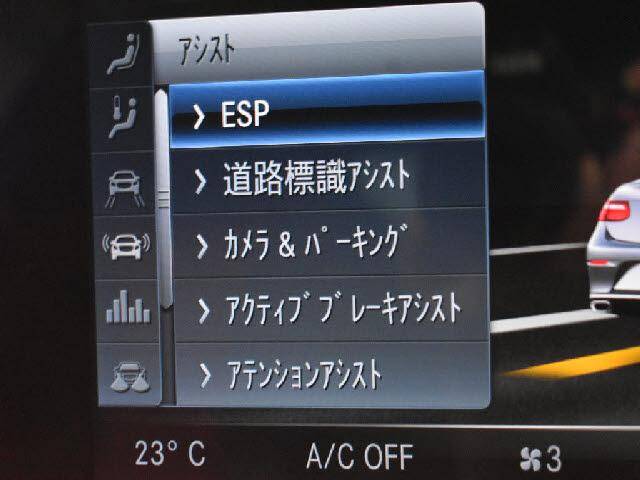 アシスト
ESP
道路標識アシスト
カメラ & パーキング
アクティブブレーキアシスト
アテンションアシスト
23° C A/C OFF 3